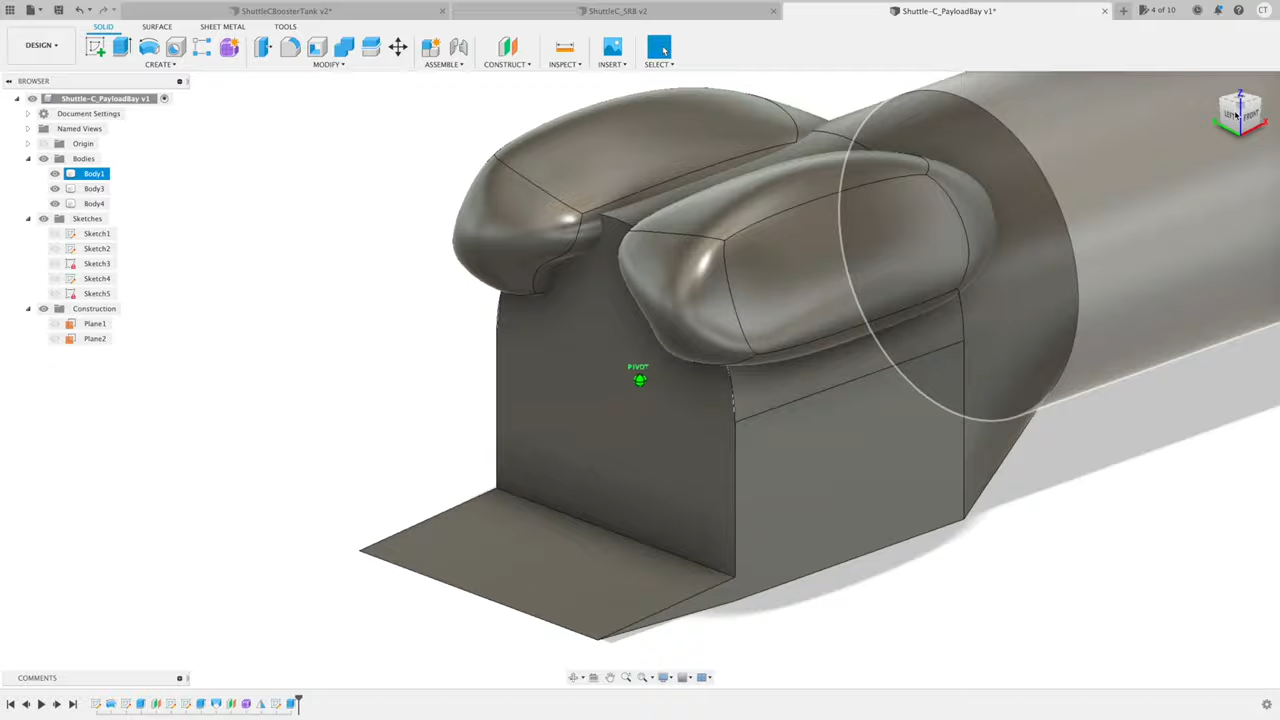 ShuttleCBoosterTank v2*
ShuttleC_SRB v2
Shuttle-C_PayloadBay v1*
4 of 10
CT
DESIGN
SOLID
SURFACE
SHEET METAL
TOOLS
CREATE
MODIFY
ASSEMBLE
CONSTRUCT
INSPECT
INSERT
SELECT
BROWSER
Shuttle-C_PayloadBay v1
Document Settings
Named Views
Origin
Bodies
Body1
Body3
Body4
Sketches
Sketch1
Sketch2
Sketch3
Sketch4
Sketch5
Construction
Plane1
Plane2
Z
LEFT
FRONT
X
PIVOT
COMMENTS